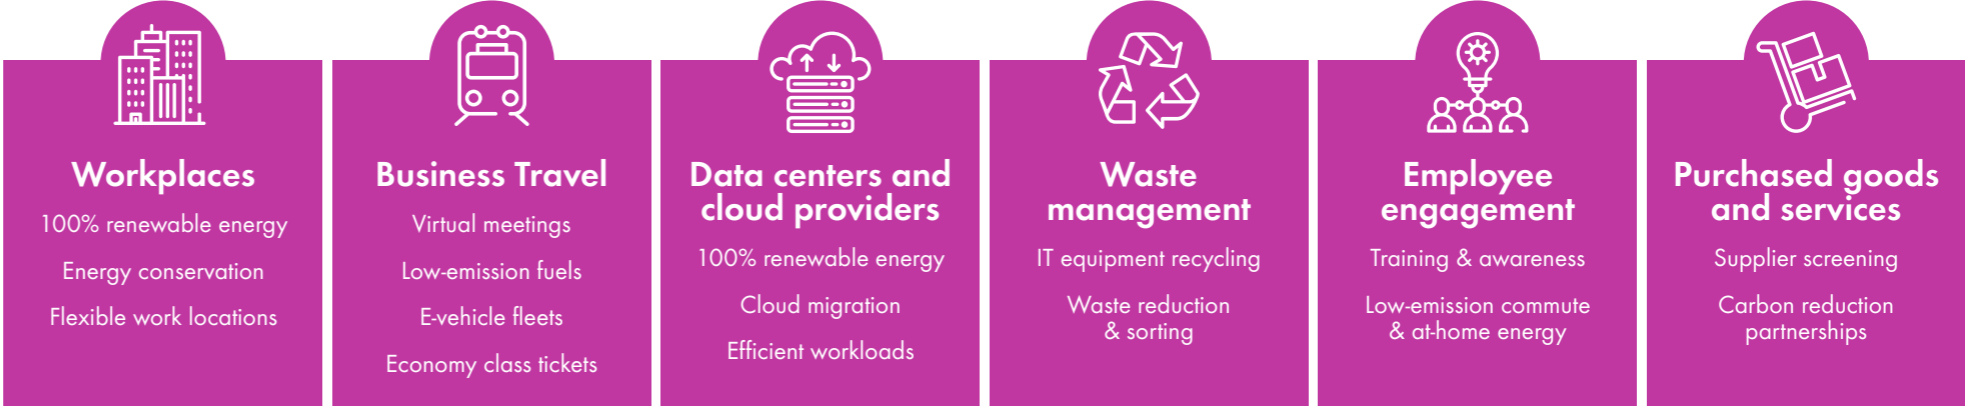 Workplaces
100% renewable energy
Energy conservation
Flexible work locations
Business Travel
Virtual meetings
Low-emission fuels
E-vehicle fleets
Economy class tickets
Data centers and
cloud providers
100% renewable energy
Cloud migration
Efficient workloads
Waste
management
IT equipment recycling
Waste reduction
& sorting
Employee
engagement
Training & awareness
Low-emission commute
& at-home energy
Purchased goods
and services
Supplier screening
Carbon reduction
partnerships